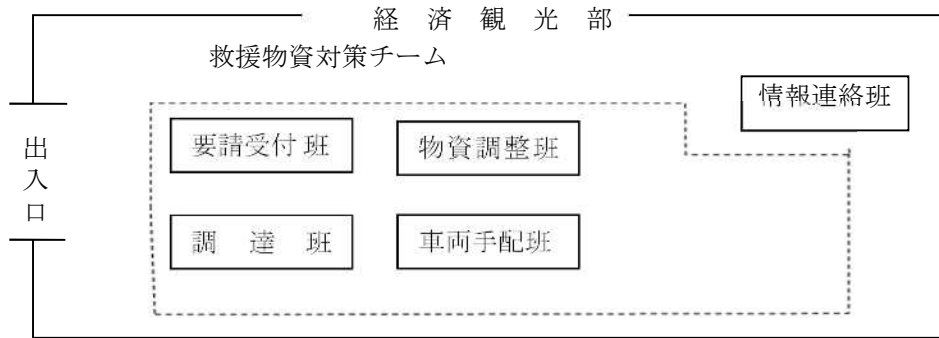 経済観光部
救援物資対策チーム
情報連絡班
出入口
要請受付班
物資調整班
調達班
車両手配班